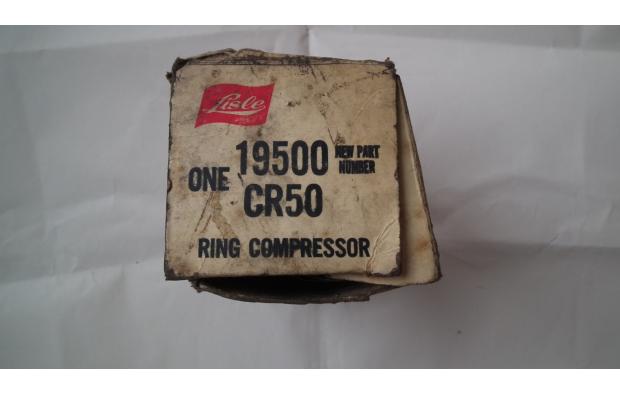 Lisle
19500 NEW PART
ONE NUMBER
CR50
RING COMPRESSOR